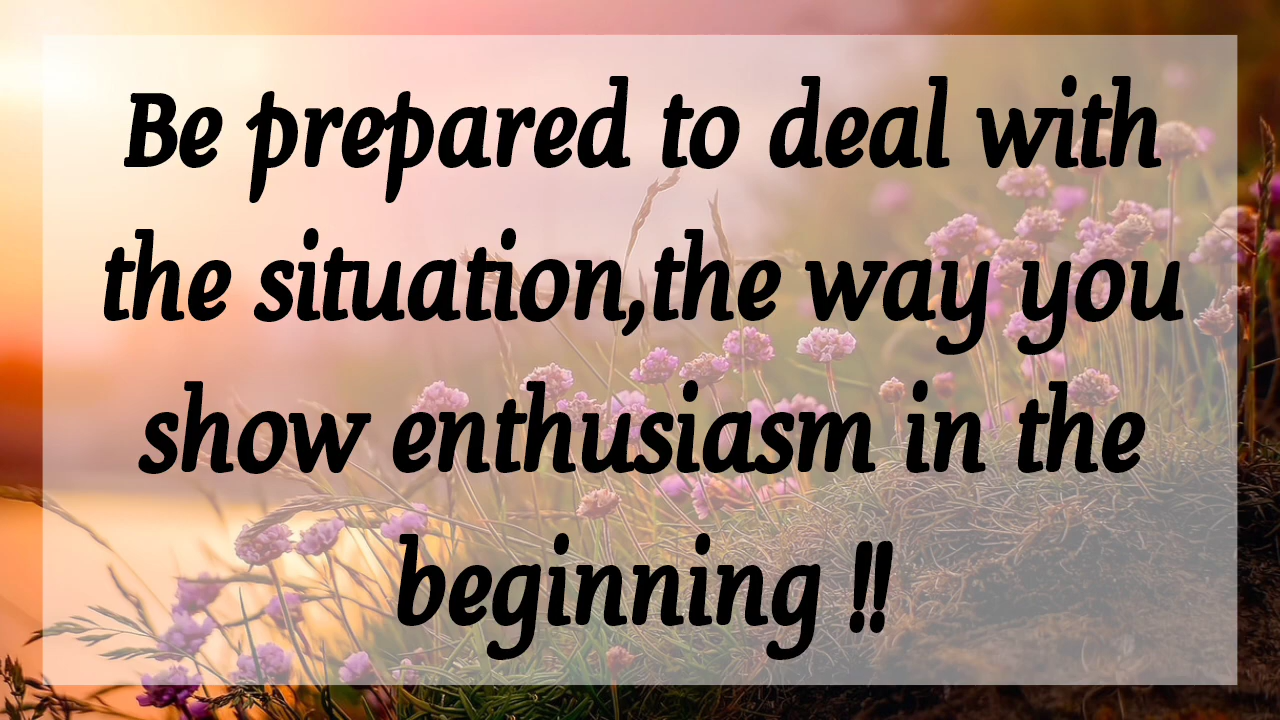 Be prepared to deal with
the situation,the way you
show enthusiasm in the
beginning !!